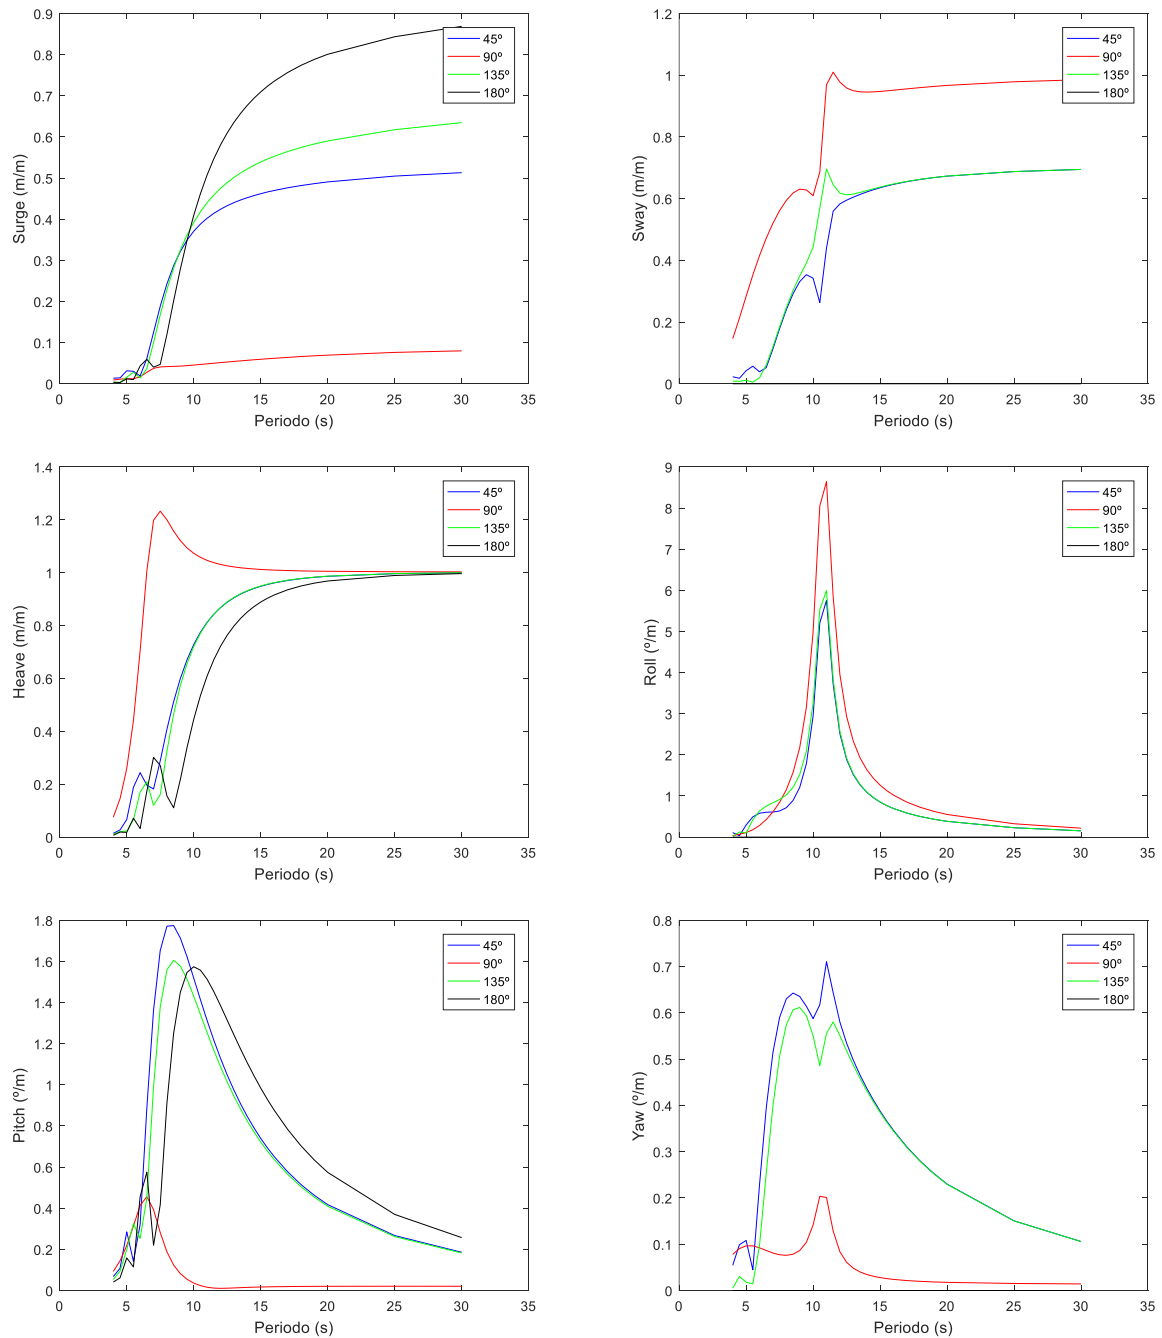 0.9
0.8
0.7
0.6
0.5
0.4
0.3
0.2
0.1
0
Surge (m/m)
0 5 10 15 20 25 30 35
Periodo (s)
45º
90º
135º
180º
1.2
1
0.8
0.6
0.4
0.2
0
Sway (m/m)
0 5 10 15 20 25 30 35
Periodo (s)
45º
90º
135º
180º
1.4
1.2
1
0.8
0.6
0.4
0.2
0
Heave (m/m)
0 5 10 15 20 25 30 35
Periodo (s)
45º
90º
135º
180º
9
8
7
6
5
4
3
2
1
0
Roll (º/m)
0 5 10 15 20 25 30 35
Periodo (s)
45º
90º
135º
180º
1.8
1.6
1.4
1.2
1
0.8
0.6
0.4
0.2
0
Pitch (º/m)
0 5 10 15 20 25 30 35
Periodo (s)
45º
90º
135º
180º
0.8
0.7
0.6
0.5
0.4
0.3
0.2
0.1
0
Yaw (º/m)
0 5 10 15 20 25 30 35
Periodo (s)
45º
90º
135º
180º